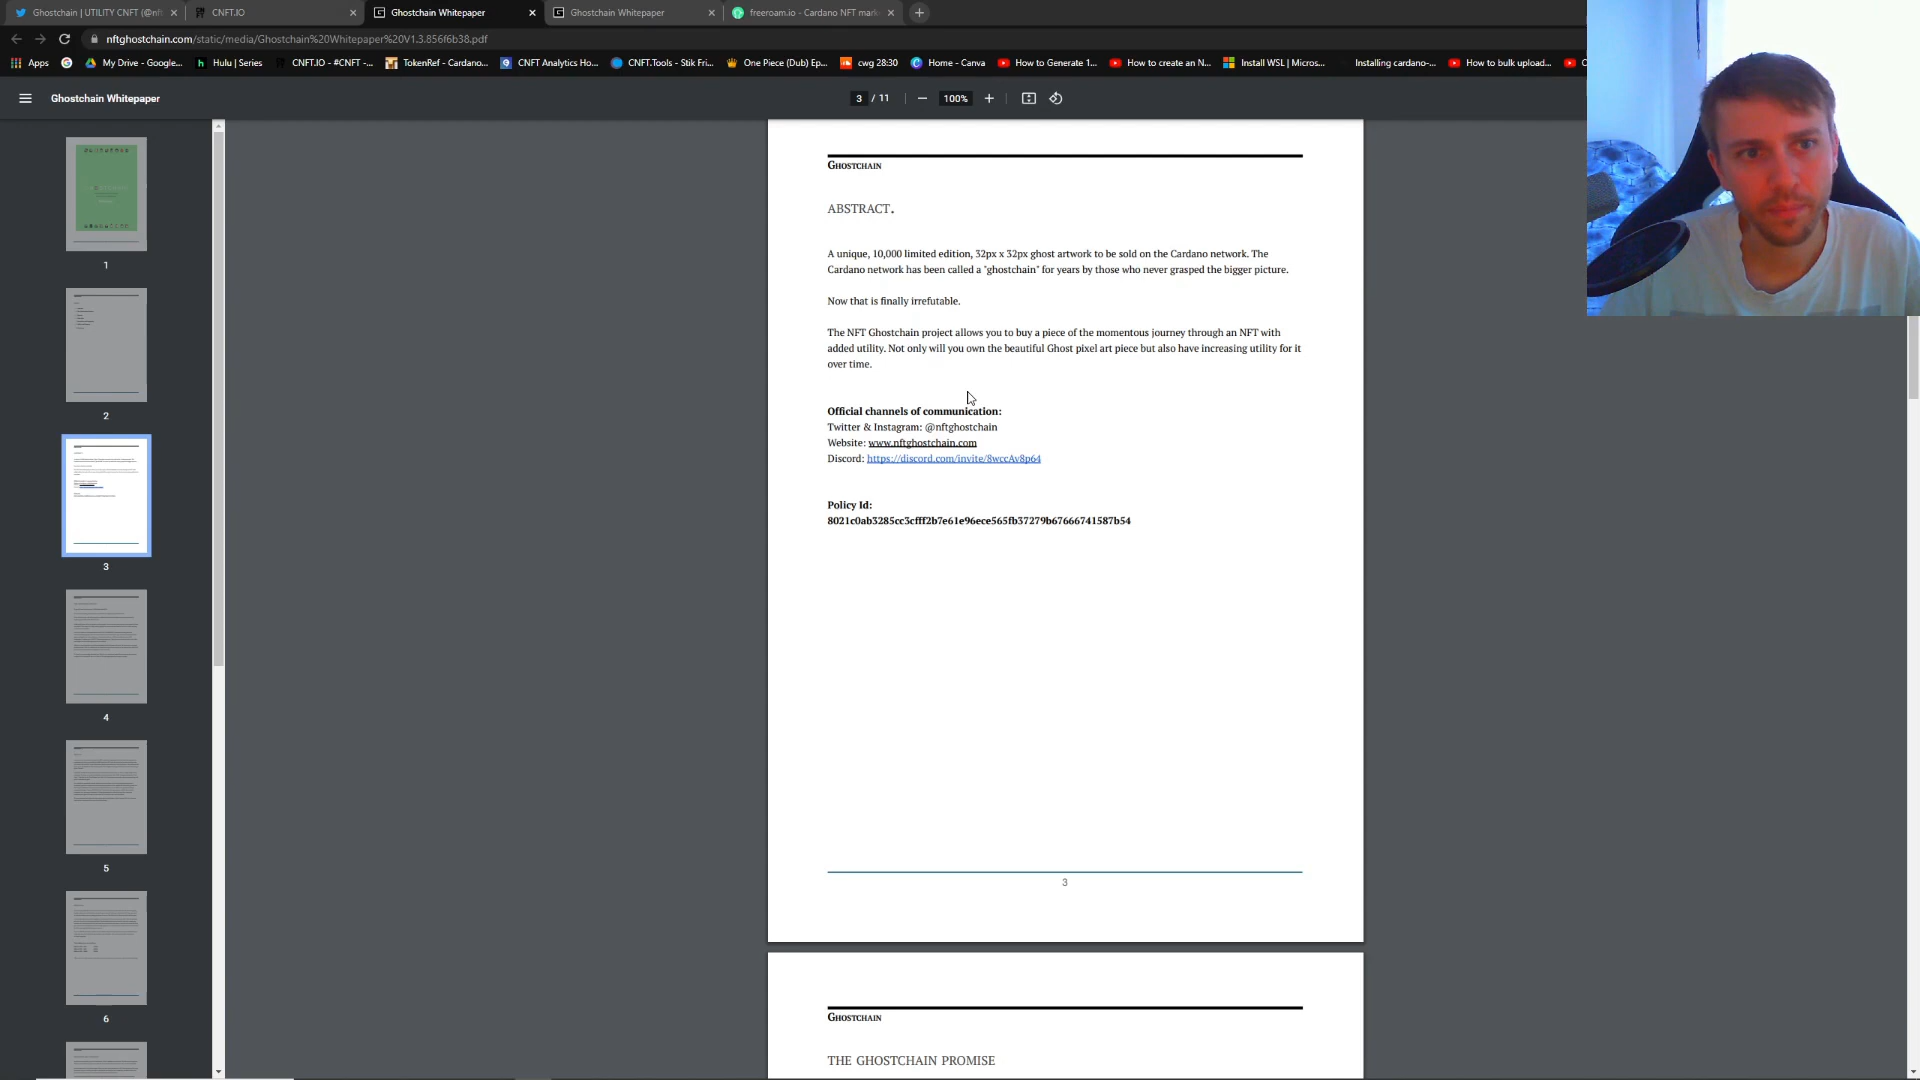 Ghostchain | UTILITY CNFT (@nft
CNFT.IO
Ghostchain Whitepaper
Ghostchain Whitepaper
freeroam.io - Cardano NFT mark
nftghostchain.com/static/media/Ghostchain%20Whitepaper%20V1.3.856f6b38.pdf
Apps
My Drive - Google...
Hulu | Series
CNFT.IO - #CNFT -...
TokenRef - Cardano...
CNFT Analytics Ho...
CNFT.Tools - Stik Fri...
One Piece (Dub) Ep...
cwg 28:30
Home - Canva
How to Generate 1...
How to create an N...
Install WSL | Micros...
Installing cardano-...
How to bulk upload...
Ghostchain Whitepaper
3 / 11
100%
1
2
3
4
5
6
GHOSTCHAIN
ABSTRACT.
A unique, 10,000 limited edition, 32px x 32px ghost artwork to be sold on the Cardano network. The
Cardano network has been called a "ghostchain" for years by those who never grasped the bigger picture.
Now that is finally irrefutable.
The NFT Ghostchain project allows you to buy a piece of the momentous journey through an NFT with
added utility. Not only will you own the beautiful Ghost pixel art piece but also have increasing utility for it
over time.
Official channels of communication:
Twitter & Instagram: @nftghostchain
Website: www.nftghostchain.com
Discord: https://discord.com/invite/8wccAv8p64
Policy Id:
8021c0ab3285cc3cfff2b7e61e96ece565fb37279b67666741587b54
3
GHOSTCHAIN
THE GHOSTCHAIN PROMISE